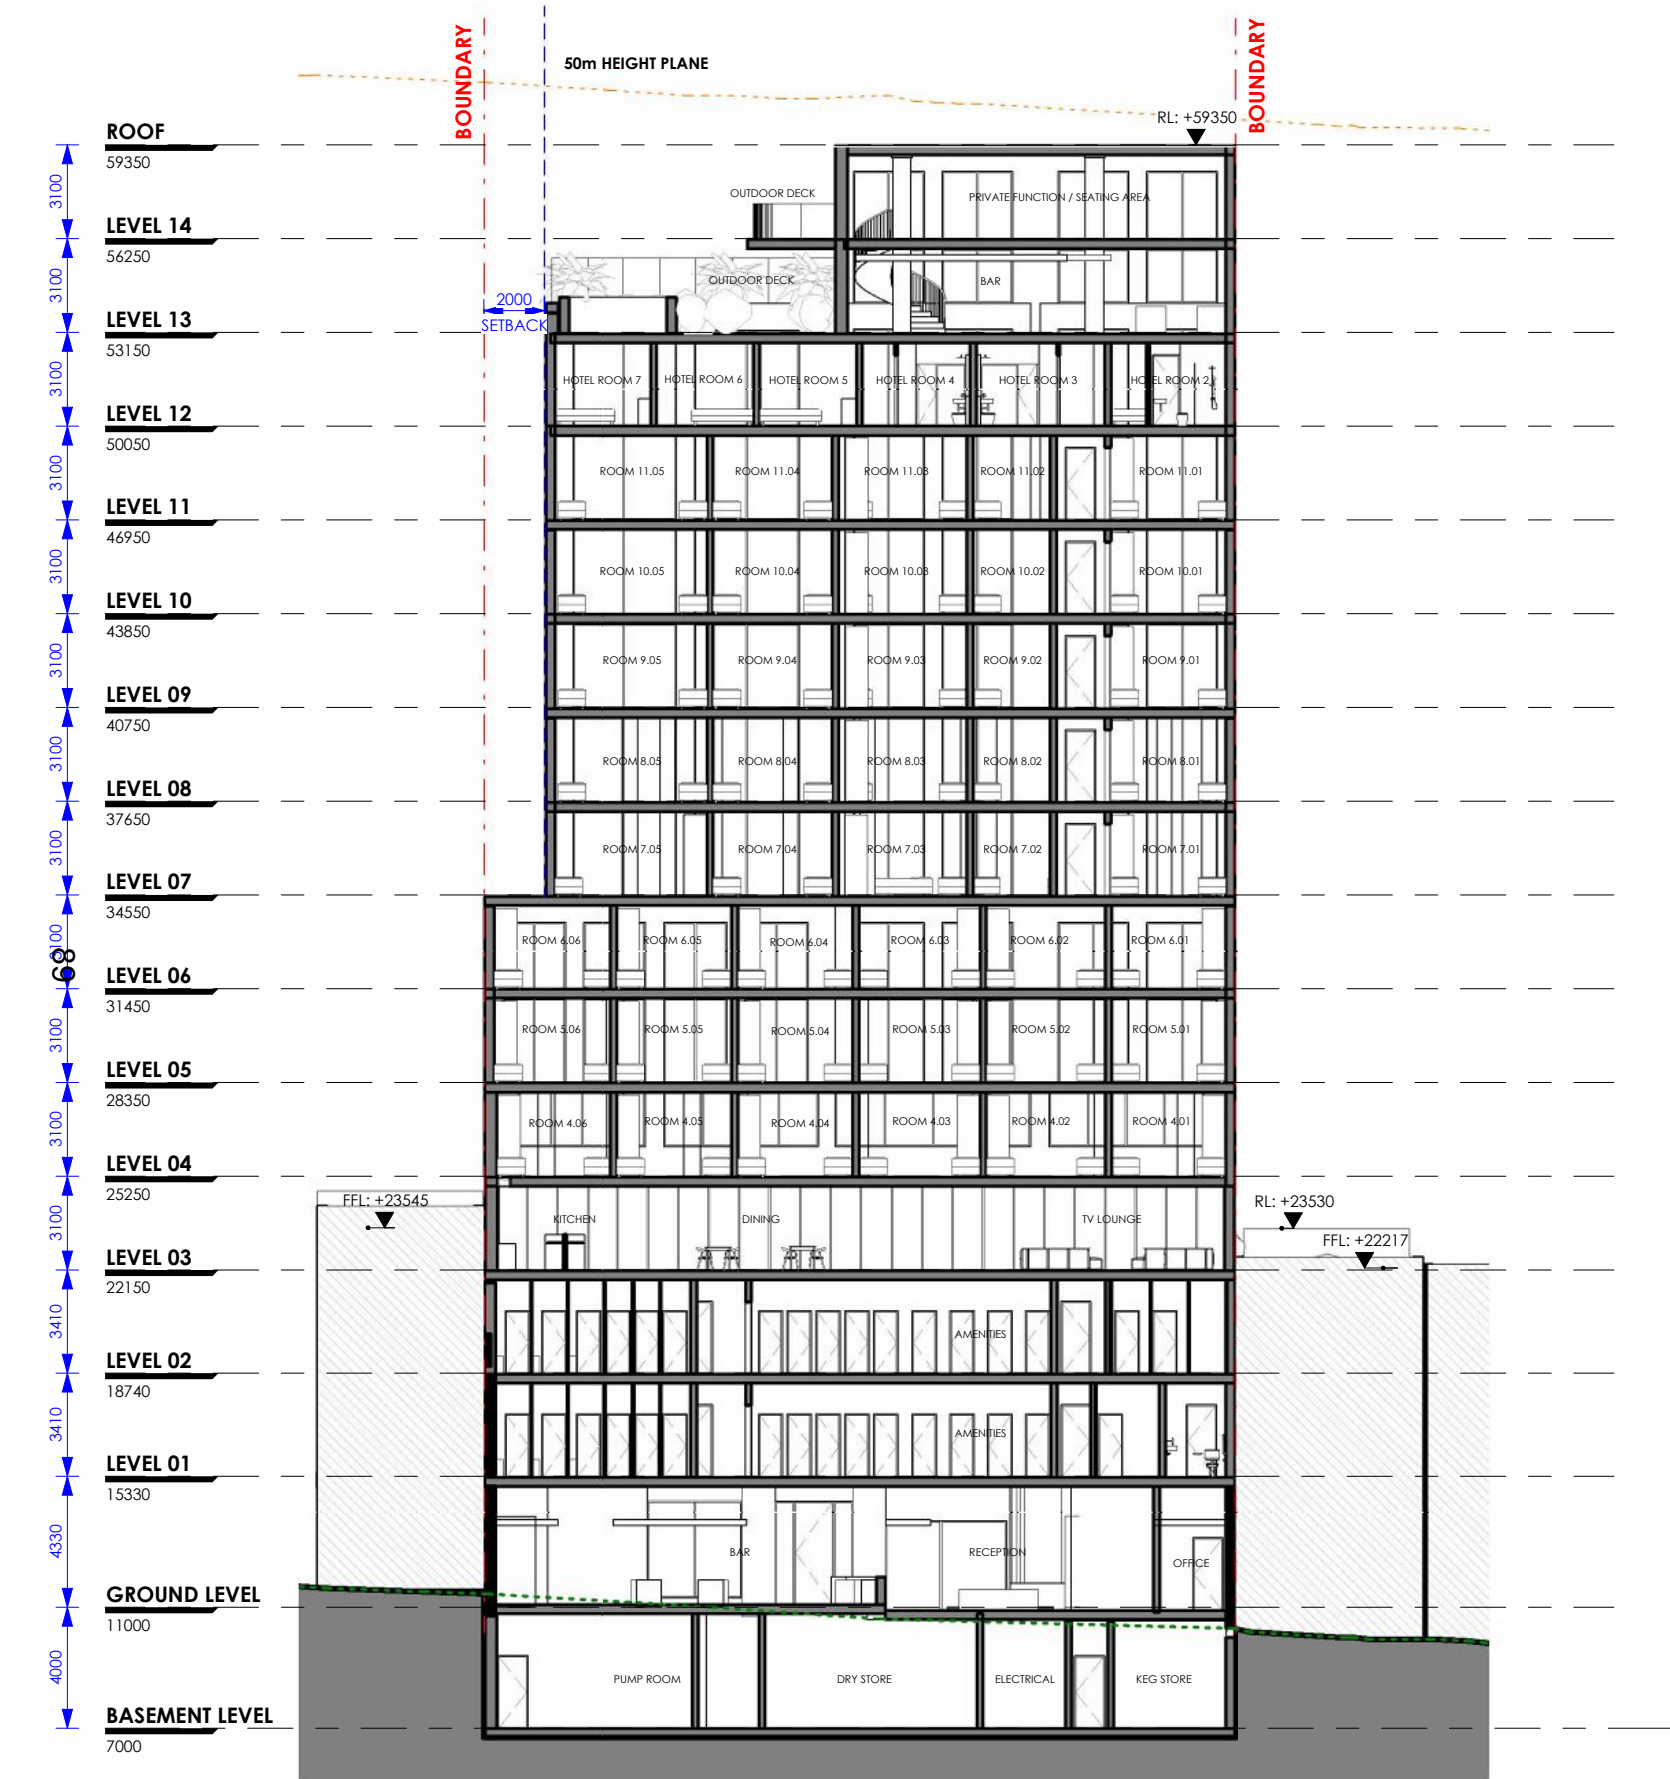 BOUNDARY
BOUNDARY
50m HEIGHT PLANE
RL: +59350
ROOF
59350
3100
OUTDOOR DECK
PRIVATE FUNCTION / SEATING AREA
LEVEL 14
56250
3100
OUTDOOR DECK
BAR
2000
SETBACK
LEVEL 13
53150
3100
HOTEL ROOM 7
HOTEL ROOM 6
HOTEL ROOM 5
HOTEL ROOM 4
HOTEL ROOM 3
HOTEL ROOM 2
LEVEL 12
50050
3100
ROOM 11.05
ROOM 11.04
ROOM 11.03
ROOM 11.02
ROOM 11.01
LEVEL 11
46950
3100
ROOM 10.05
ROOM 10.04
ROOM 10.03
ROOM 10.02
ROOM 10.01
LEVEL 10
43850
3100
ROOM 9.05
ROOM 9.04
ROOM 9.03
ROOM 9.02
ROOM 9.01
LEVEL 09
40750
3100
ROOM 8.05
ROOM 8.04
ROOM 8.03
ROOM 8.02
ROOM 8.01
LEVEL 08
37650
3100
ROOM 7.05
ROOM 7.04
ROOM 7.03
ROOM 7.02
ROOM 7.01
LEVEL 07
34550
3100
68
ROOM 6.06
ROOM 6.05
ROOM 6.04
ROOM 6.03
ROOM 6.02
ROOM 6.01
LEVEL 06
31450
3100
ROOM 5.06
ROOM 5.05
ROOM 5.04
ROOM 5.03
ROOM 5.02
ROOM 5.01
LEVEL 05
28350
3100
ROOM 4.06
ROOM 4.05
ROOM 4.04
ROOM 4.03
ROOM 4.02
ROOM 4.01
LEVEL 04
25250
3100
FFL: +23545
KITCHEN
DINING
TV LOUNGE
RL: +23530
FFL: +22217
LEVEL 03
22150
3410
AMENITIES
LEVEL 02
18740
3410
AMENITIES
LEVEL 01
15330
4330
BAR
RECEPTION
OFFICE
GROUND LEVEL
11000
4000
PUMP ROOM
DRY STORE
ELECTRICAL
KEG STORE
BASEMENT LEVEL
7000